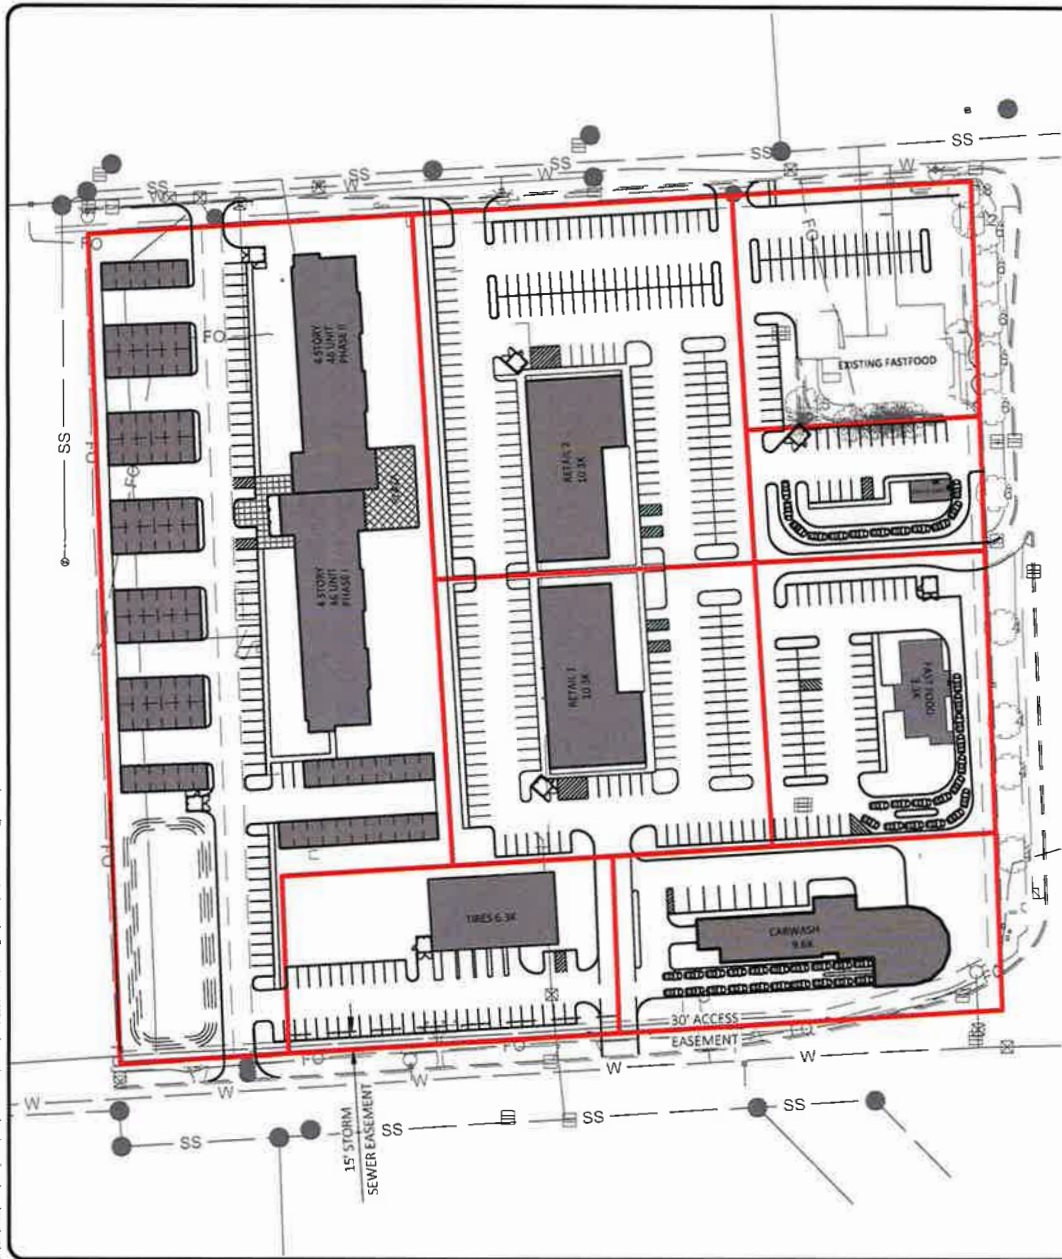 SS
SS
SS
SS
SS
W
W
W
FO
FO
4 STORY
46 UNIT
PHASE II
FO
EXISTING FASTFOOD
SS
RETAIL 2
10.3K
FO
4 STORY
46 UNIT
PHASE I
RETAIL 1
10.3K
FAST FOOD
FO
TIRES 6.3K
CARWASH
9.6K
30' ACCESS
EASEMENT
FO
FO
W
W
W
W
W
15' STORM
SEWER EASEMENT
SS
SS
SS